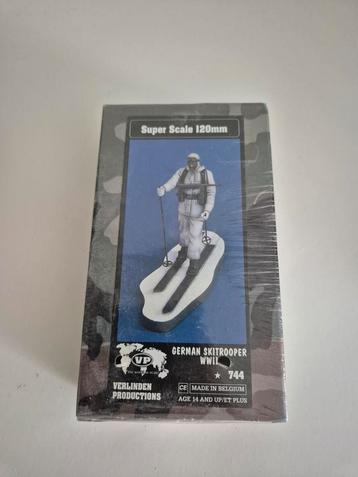 Super Scale 120mm
GERMAN SKITROOPER
WWII
★ 744
VP
VERLINDEN
PRODUCTIONS
CE MADE IN BELGIUM
AGE 14 AND UP/ET PLUS